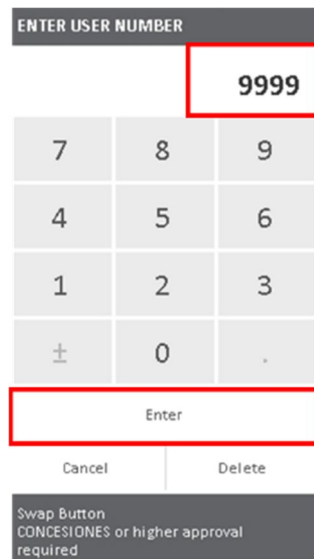 ENTER USER NUMBER
9999
7 8 9
4 5 6
1 2 3
± 0 .
Enter
Cancel Delete
Swap Button
CONCESIONES or higher approval
required